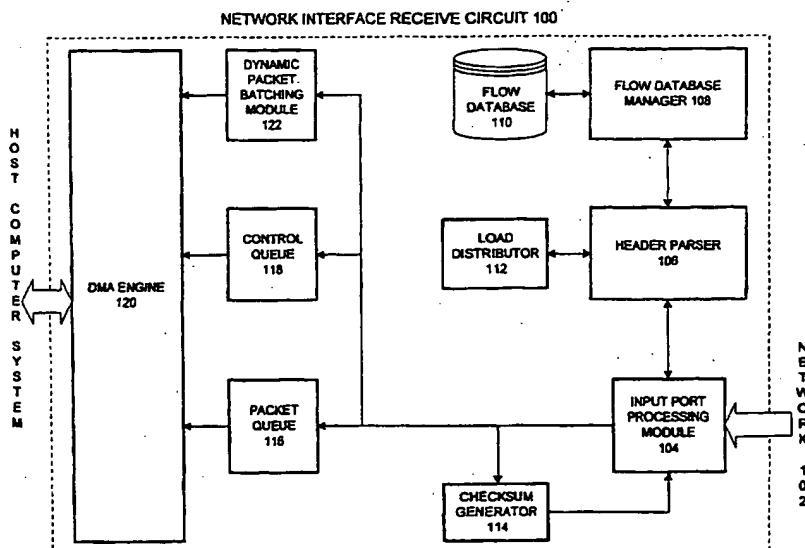 NETWORK INTERFACE RECEIVE CIRCUIT 100
DYNAMIC
PACKET
BATCHING
MODULE
122
FLOW
DATABASE
110
FLOW DATABASE
MANAGER 108
HOST COMPUTER SYSTEM
DMA ENGINE
120
CONTROL
QUEUE
118
LOAD
DISTRIBUTOR
112
HEADER PARSER
106
PACKET
QUEUE
116
INPUT PORT
PROCESSING
MODULE
104
NETWORK 102
CHECKSUM
GENERATOR
114